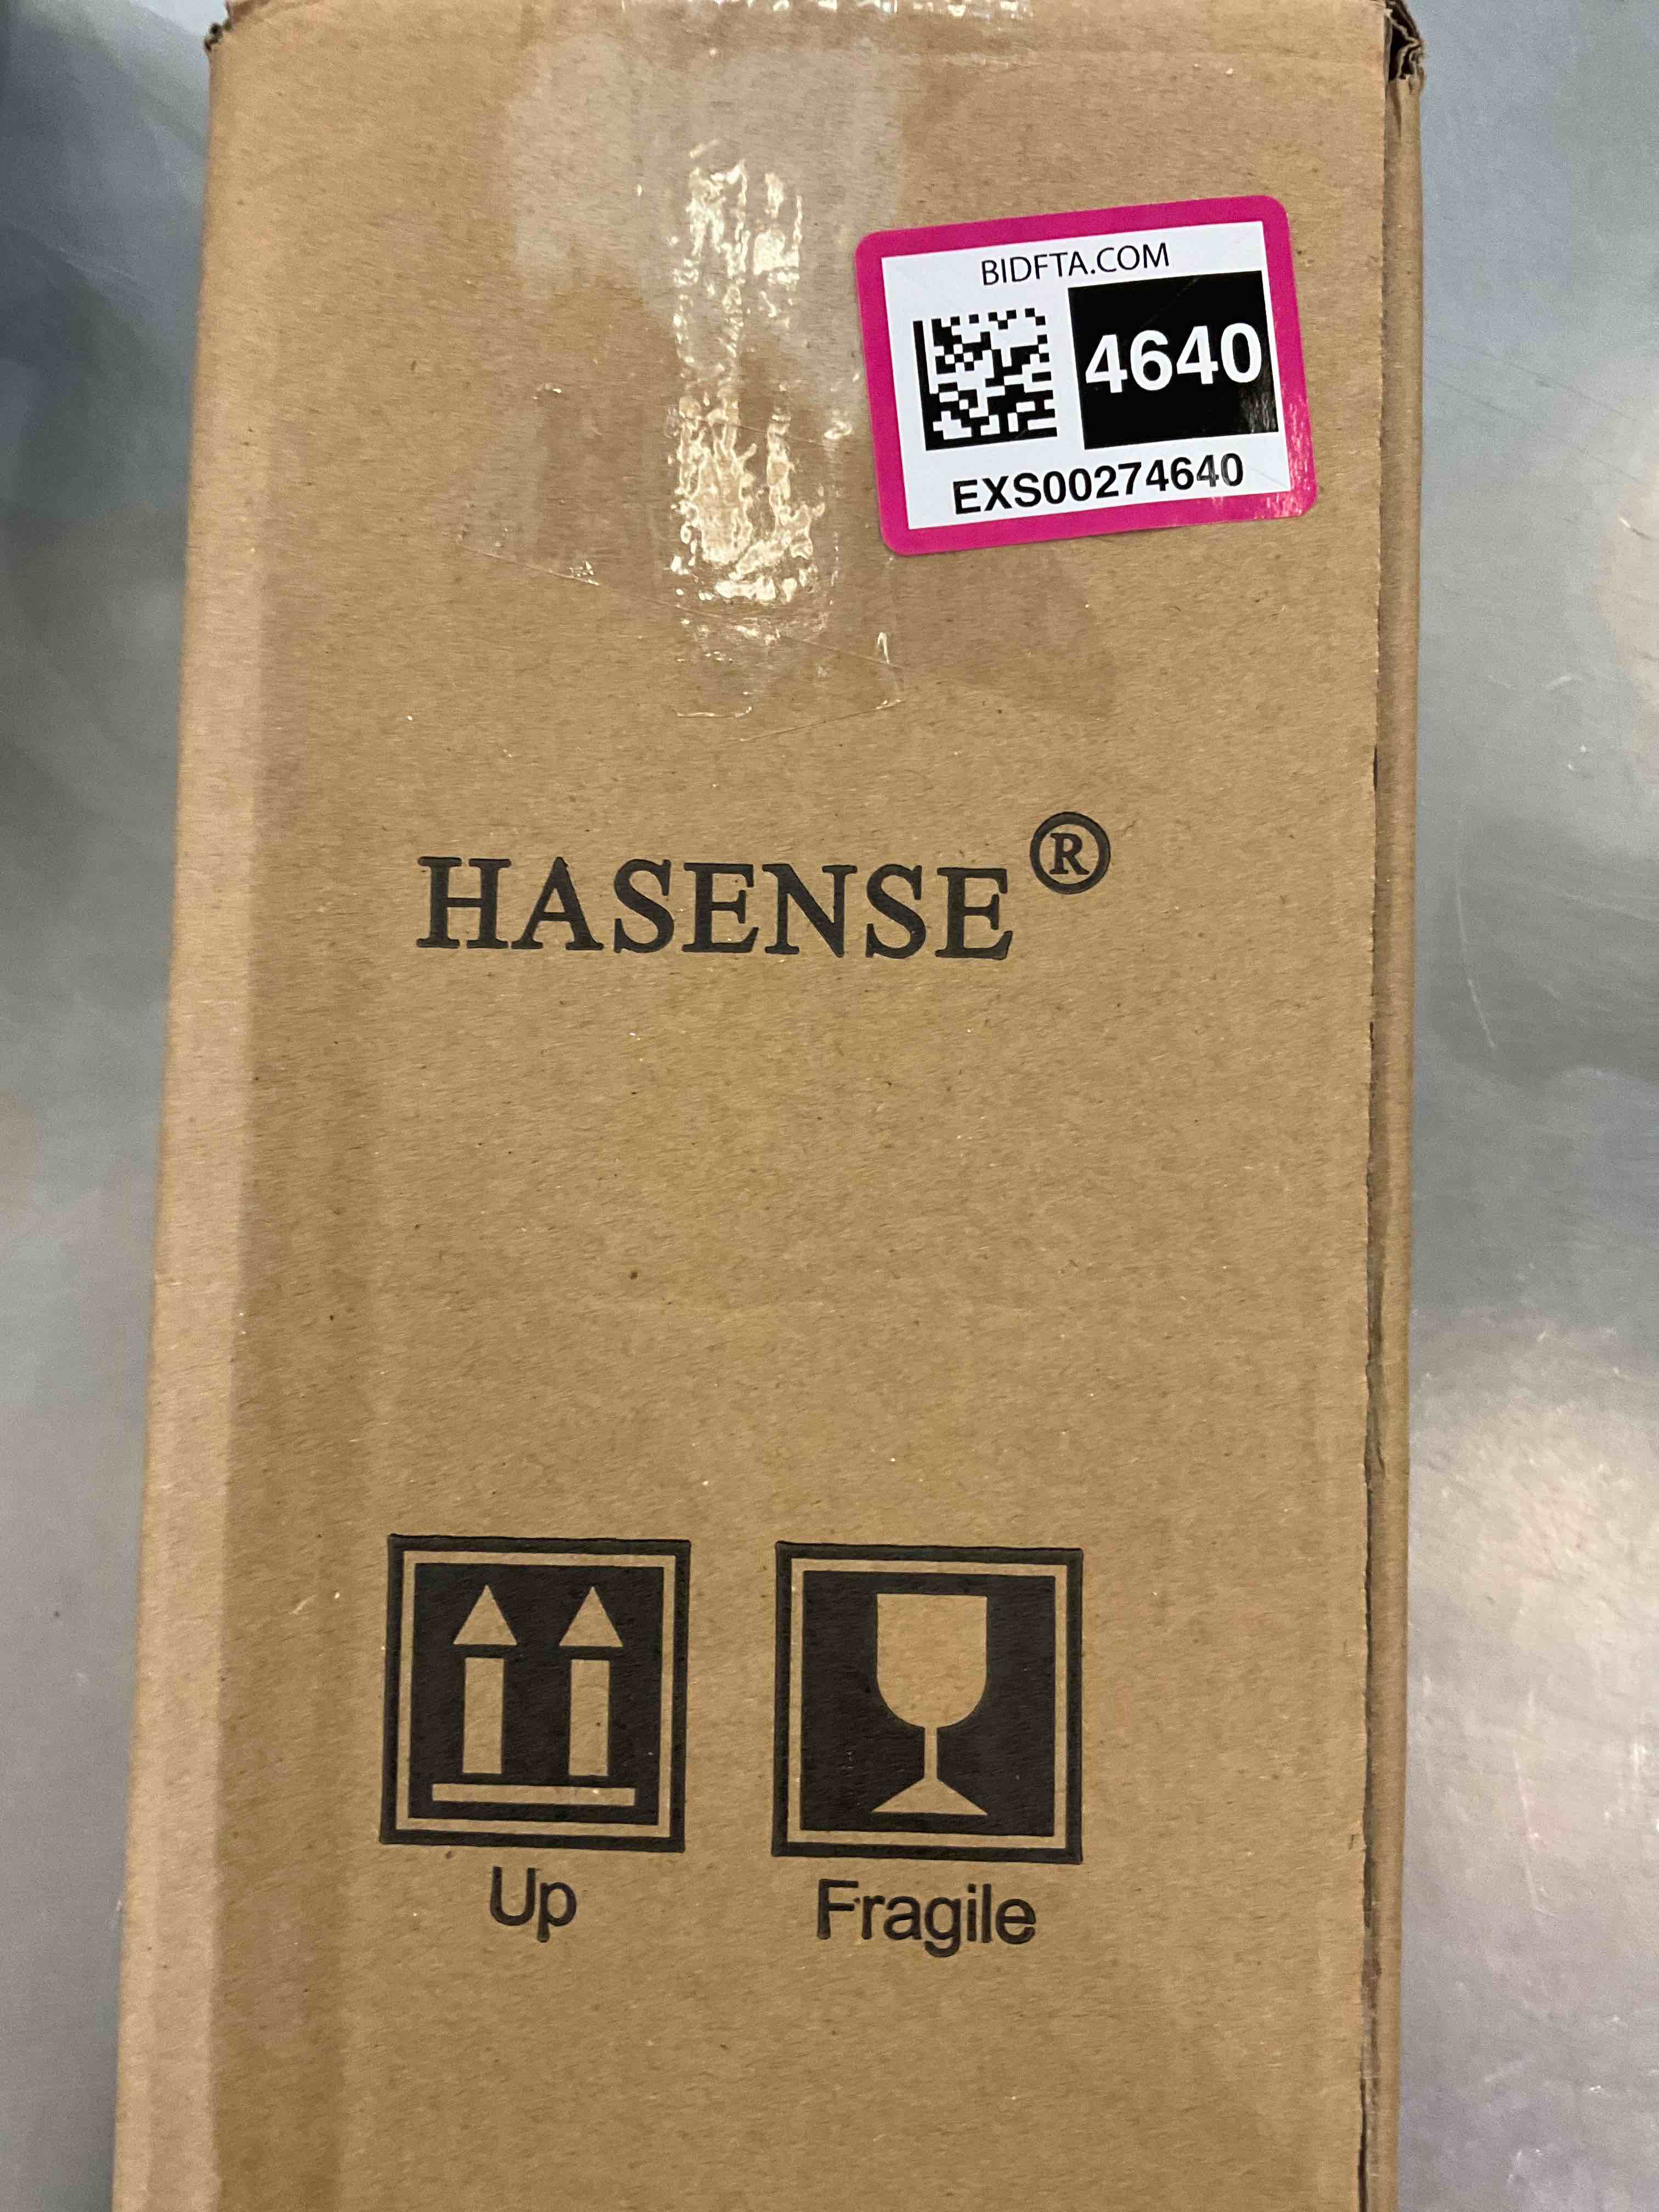 BIDFTA.COM
4640
EXS00274640
HASENSE®
Up
Fragile